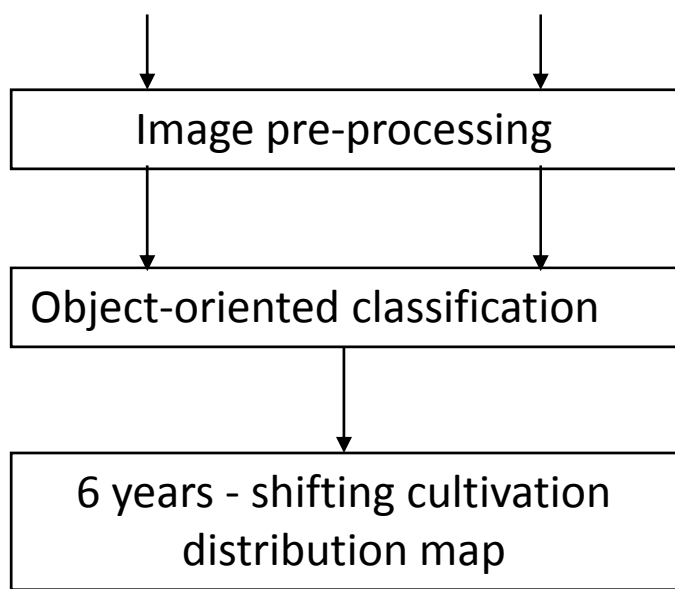 Image pre-processing
Object-oriented classification
6 years - shifting cultivation
distribution map